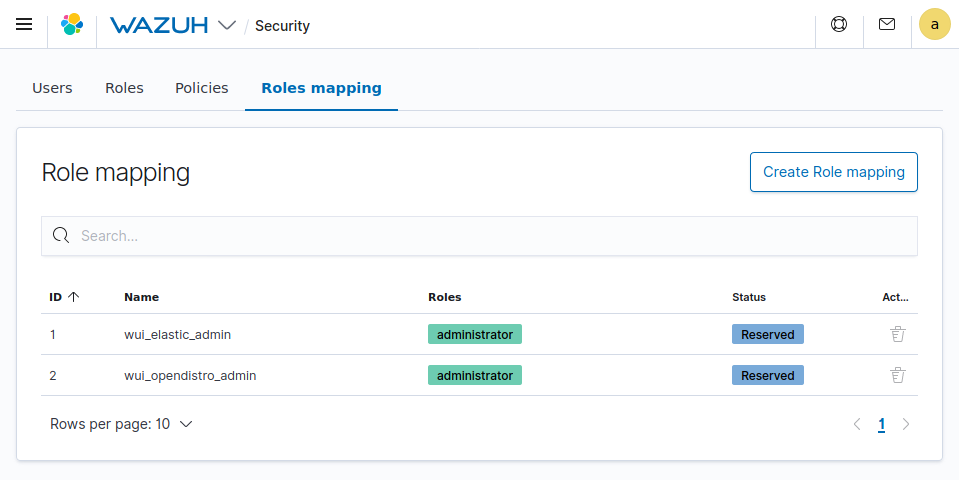 WAZUH / Security a
Users Roles Policies Roles mapping
Role mapping Create Role mapping
Search...
ID Name Roles Status Act...
1 wui_elastic_admin administrator Reserved
2 wui_opendistro_admin administrator Reserved
Rows per page: 10 1